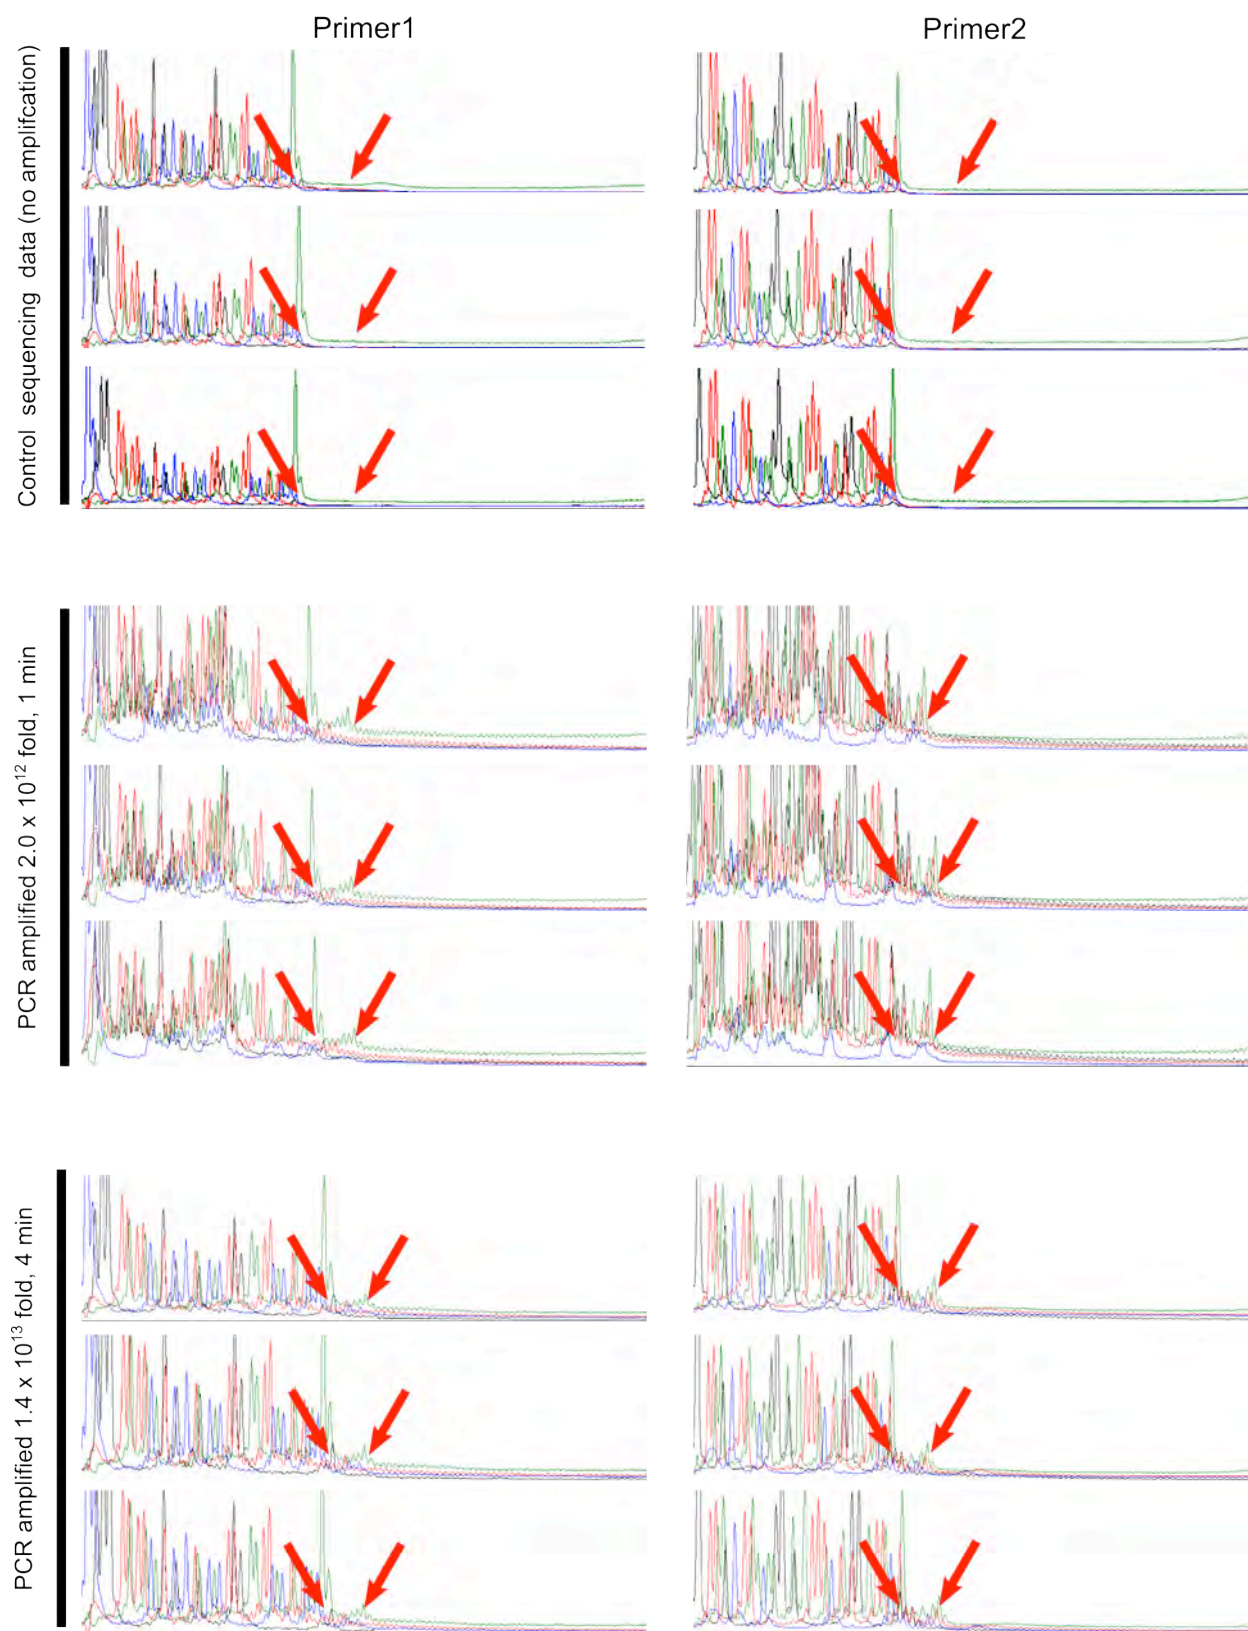 Primer1
Primer2
Control sequencing data (no amplification)
PCR amplified 2.0 x 10¹² fold, 1 min
PCR amplified 1.4 x 10¹³ fold, 4 min